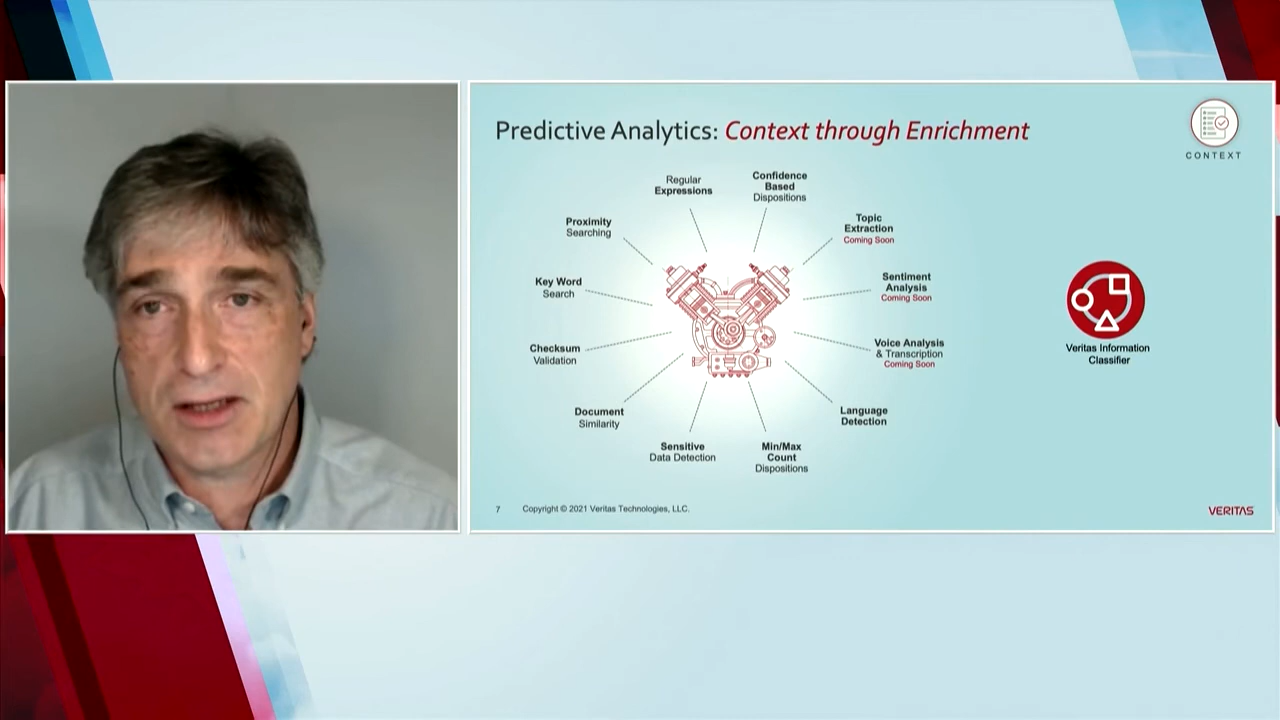 Predictive Analytics: Context through Enrichment
CONTEXT
Regular
Expressions
Confidence
Based
Dispositions
Proximity
Searching
Topic
Extraction
Coming Soon
Key Word
Search
Sentiment
Analysis
Coming Soon
Checksum
Validation
Voice Analysis
& Transcription
Coming Soon
Document
Similarity
Language
Detection
Sensitive
Data Detection
Min/Max
Count
Dispositions
Veritas Information
Classifier
7
Copyright © 2021 Veritas Technologies, LLC.
VERITAS